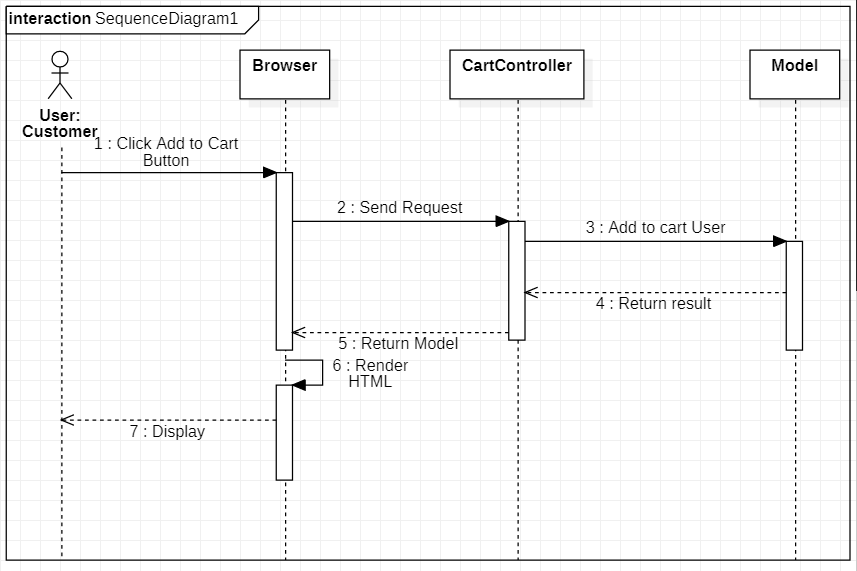 interaction SequenceDiagram1
Browser
CartController
Model
User:
Customer
1 : Click Add to Cart
Button
2 : Send Request
3 : Add to cart User
4 : Return result
5 : Return Model
6 : Render
HTML
7 : Display